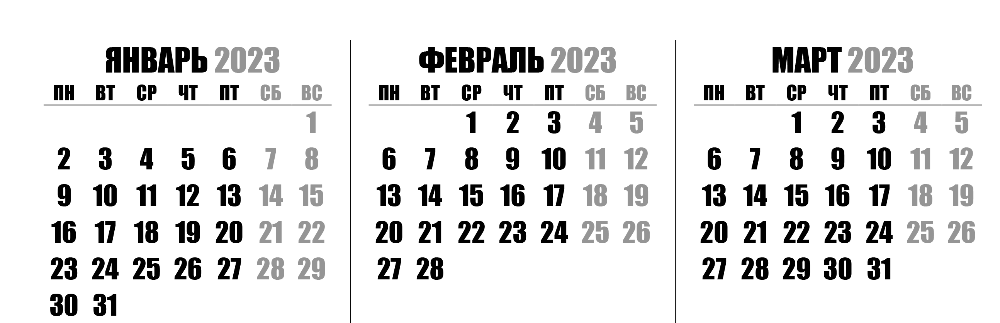 ЯНВАРЬ 2023
ПН ВТ СР ЧТ ПТ СБ ВС
1
2 3 4 5 6 7 8
9 10 11 12 13 14 15
16 17 18 19 20 21 22
23 24 25 26 27 28 29
30 31
ФЕВРАЛЬ 2023
ПН ВТ СР ЧТ ПТ СБ ВС
1 2 3 4 5
6 7 8 9 10 11 12
13 14 15 16 17 18 19
20 21 22 23 24 25 26
27 28
МАРТ 2023
ПН ВТ СР ЧТ ПТ СБ ВС
1 2 3 4 5
6 7 8 9 10 11 12
13 14 15 16 17 18 19
20 21 22 23 24 25 26
27 28 29 30 31